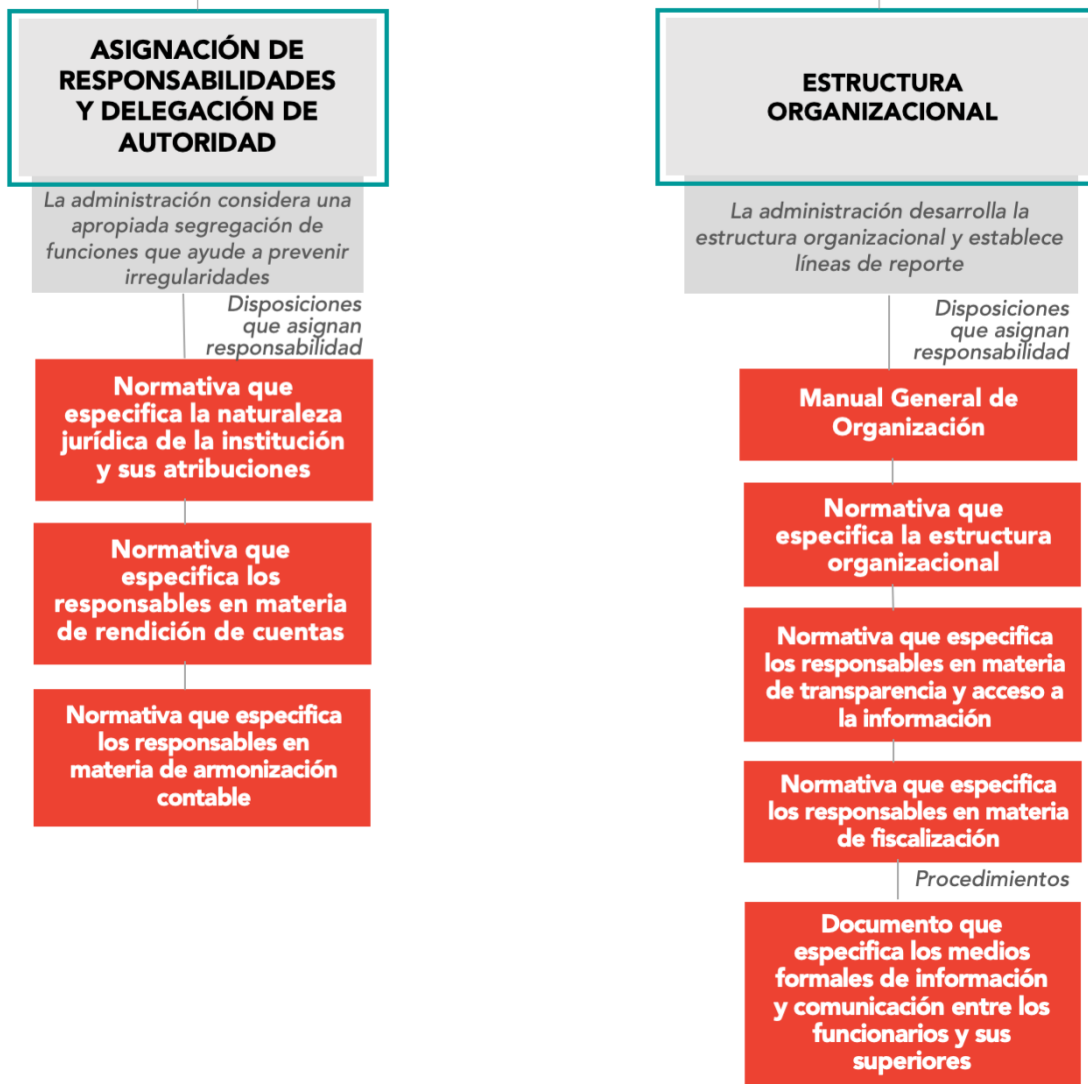 ASIGNACIÓN DE
RESPONSABILIDADES
Y DELEGACIÓN DE
AUTORIDAD
La administración considera una
apropiada segregación de
funciones que ayude a prevenir
irregularidades
Disposiciones
que asignan
responsabilidad
Normativa que
especifica la naturaleza
jurídica de la institución
y sus atribuciones
Normativa que
especifica los
responsables en materia
de rendición de cuentas
Normativa que especifica
los responsables en
materia de armonización
contable
ESTRUCTURA
ORGANIZACIONAL
La administración desarrolla la
estructura organizacional y establece
líneas de reporte
Disposiciones
que asignan
responsabilidad
Manual General de
Organización
Normativa que
especifica la estructura
organizacional
Normativa que especifica
los responsables en materia
de transparencia y acceso a
la información
Normativa que especifica
los responsables en materia
de fiscalización
Procedimientos
Documento que
especifica los medios
formales de información
y comunicación entre los
funcionarios y sus
superiores